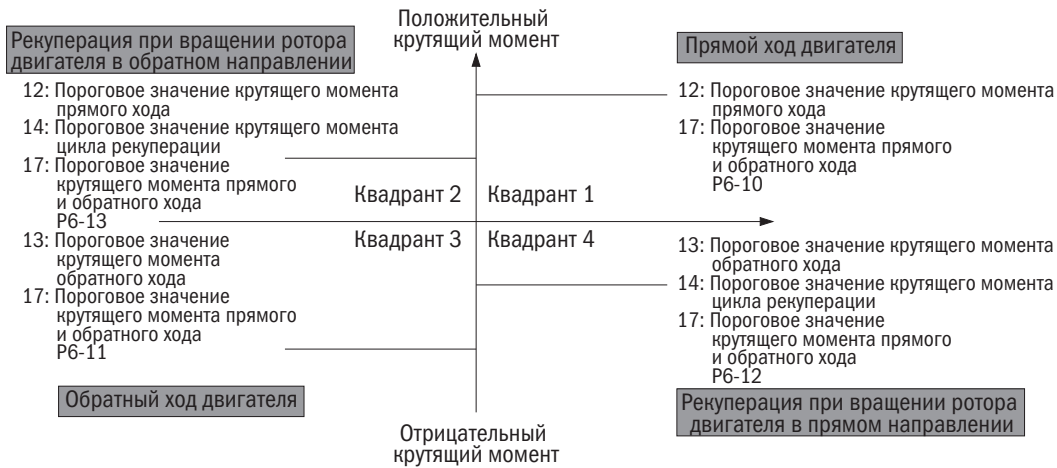 Положительный
крутящий момент
Рекуперация при вращении ротора
двигателя в обратном направлении
12: Пороговое значение крутящего момента
прямого хода
14: Пороговое значение крутящего момента
цикла рекуперации
17: Пороговое значение
крутящего момента прямого
и обратного хода
P6-13
Прямой ход двигателя
12: Пороговое значение крутящего момента
прямого хода
17: Пороговое значение
крутящего момента прямого
и обратного хода
P6-10
Квадрант 2 Квадрант 1
Квадрант 3 Квадрант 4
13: Пороговое значение
крутящего момента
обратного хода
17: Пороговое значение
крутящего момента прямого
и обратного хода
P6-11
Обратный ход двигателя
13: Пороговое значение крутящего момента
обратного хода
14: Пороговое значение крутящего момента
цикла рекуперации
17: Пороговое значение
крутящего момента прямого
и обратного хода
P6-12
Рекуперация при вращении ротора
двигателя в прямом направлении
Отрицательный
крутящий момент